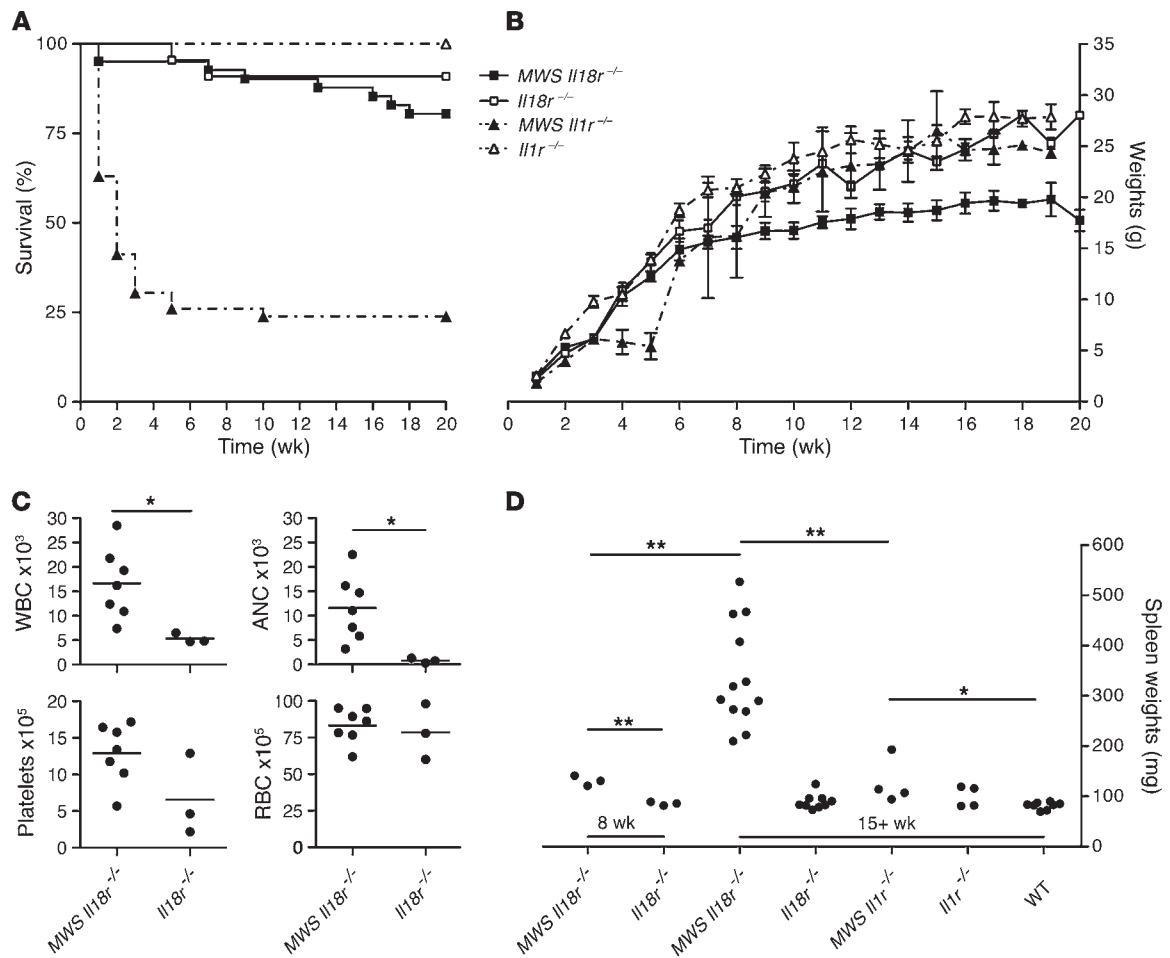 A
B
100
75
50
25
0
Survival (%)
0 2 4 6 8 10 12 14 16 18 20
Time (wk)
MWS Il18r -/-
Il18r -/-
MWS Il1r -/-
Il1r -/-
35
30
25
20
15
10
5
0
Weights (g)
0 2 4 6 8 10 12 14 16 18 20
Time (wk)
C
D
*
30
25
20
15
10
5
0
WBC x10³
*
30
25
20
15
10
5
0
ANC x10³
20
15
10
5
0
Platelets x10⁵
100
75
50
25
0
RBC x10⁵
MWS Il18r -/-
Il18r -/-
MWS Il18r -/-
Il18r -/-
**
**
**
*
8 wk
15+ wk
600
500
400
300
200
100
0
Spleen weights (mg)
MWS Il18r -/-
Il18r -/-
MWS Il18r -/-
Il18r -/-
MWS Il1r -/-
Il1r -/-
WT